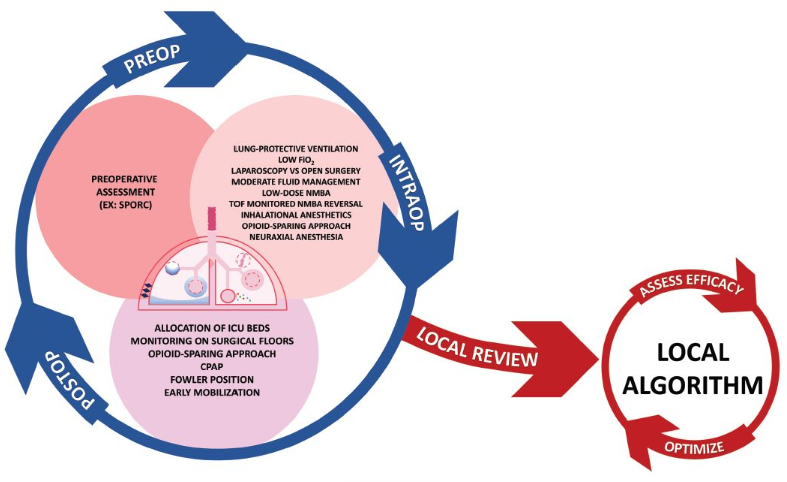 PREOP
INTRAOP
POSTOP
PREOPERATIVE
ASSESSMENT
(EX: SPORC)
LUNG-PROTECTIVE VENTILATION
LOW FiO₂
LAPAROSCOPY VS OPEN SURGERY
MODERATE FLUID MANAGEMENT
LOW-DOSE NMBA
TOF MONITORED NMBA REVERSAL
INHALATIONAL ANESTHETICS
OPIOID-SPARING APPROACH
NEURAXIAL ANESTHESIA
ALLOCATION OF ICU BEDS
MONITORING ON SURGICAL FLOORS
OPIOID-SPARING APPROACH
CPAP
FOWLER POSITION
EARLY MOBILIZATION
LOCAL REVIEW
ASSESS EFFICACY
LOCAL
ALGORITHM
OPTIMIZE